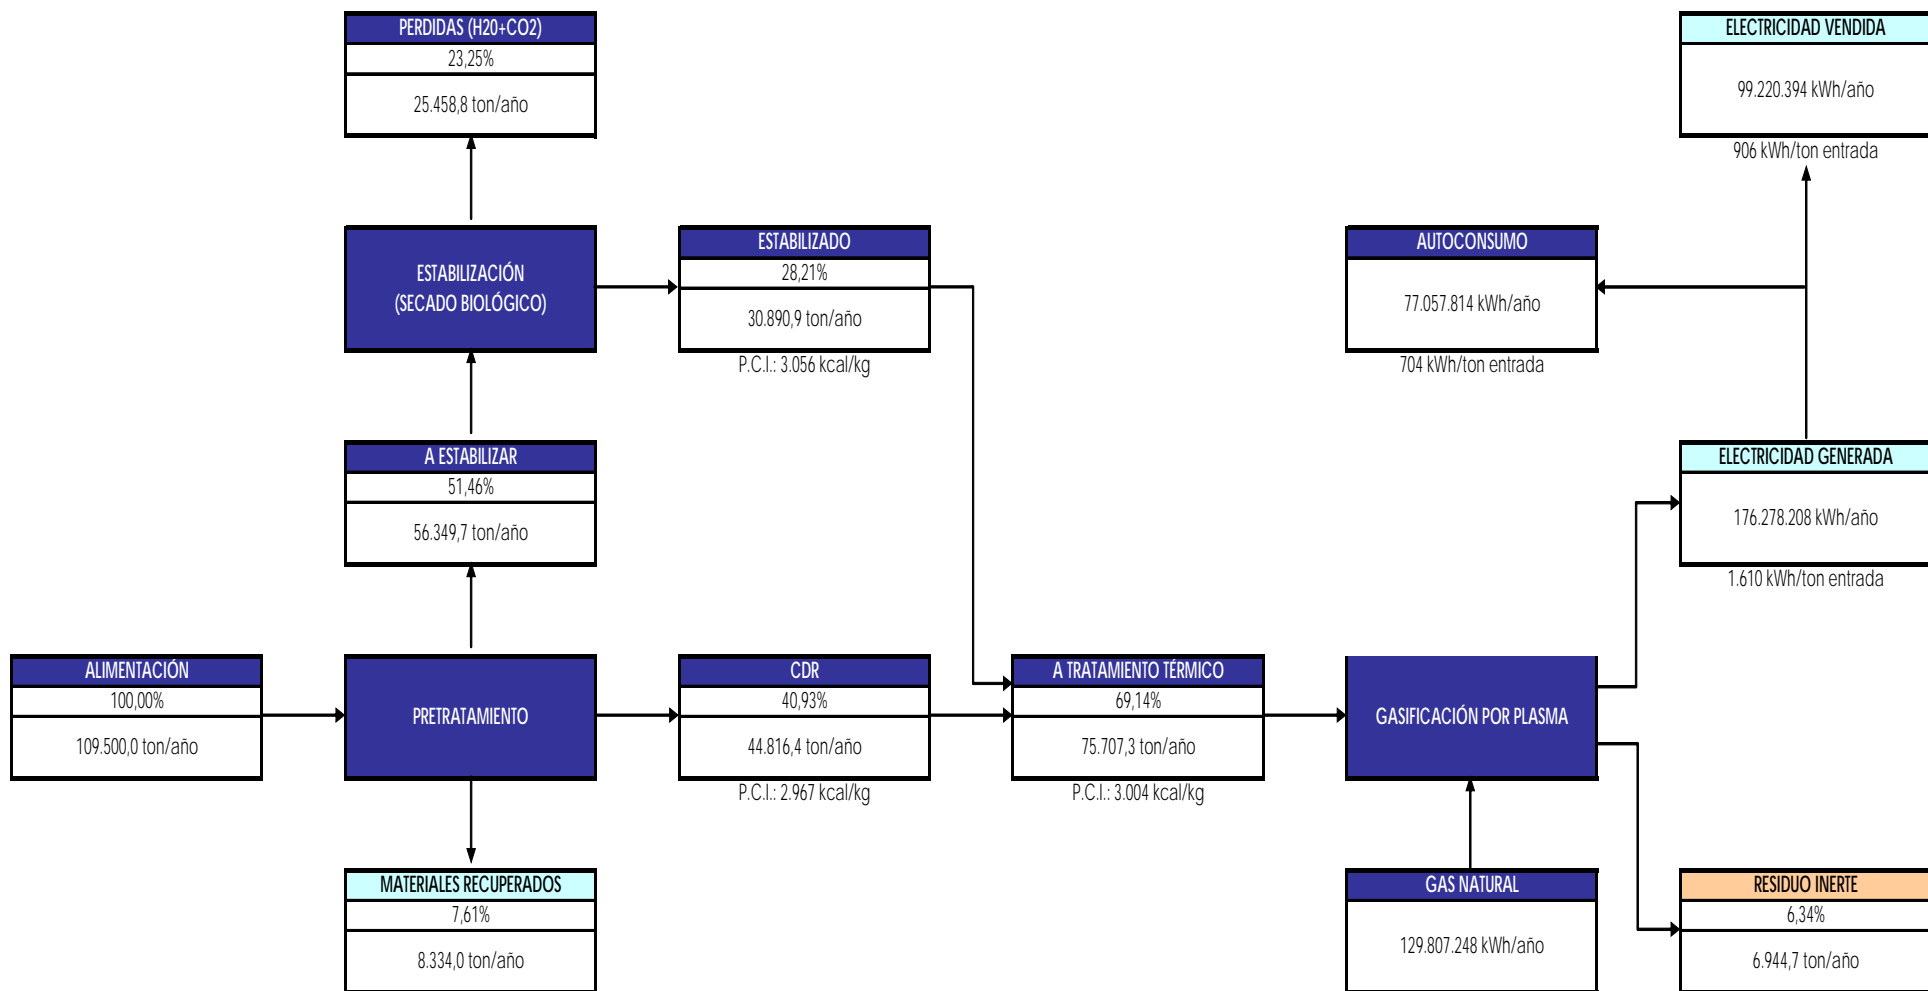 PERDIDAS (H20+CO2)
23,25%
25.458,8 ton/año
ELECTRICIDAD VENDIDA
99.220.394 kWh/año
906 kWh/ton entrada
ESTABILIZACIÓN
(SECADO BIOLÓGICO)
ESTABILIZADO
28,21%
30.890,9 ton/año
P.C.I.: 3.056 kcal/kg
AUTOCONSUMO
77.057.814 kWh/año
704 kWh/ton entrada
A ESTABILIZAR
51,46%
56.349,7 ton/año
ELECTRICIDAD GENERADA
176.278.208 kWh/año
1.610 kWh/ton entrada
ALIMENTACIÓN
100,00%
109.500,0 ton/año
PRETRATAMIENTO
CDR
40,93%
44.816,4 ton/año
P.C.I.: 2.967 kcal/kg
A TRATAMIENTO TÉRMICO
69,14%
75.707,3 ton/año
P.C.I.: 3.004 kcal/kg
GASIFICACIÓN POR PLASMA
MATERIALES RECUPERADOS
7,61%
8.334,0 ton/año
GAS NATURAL
129.807.248 kWh/año
RESIDUO INERTE
6,34%
6.944,7 ton/año